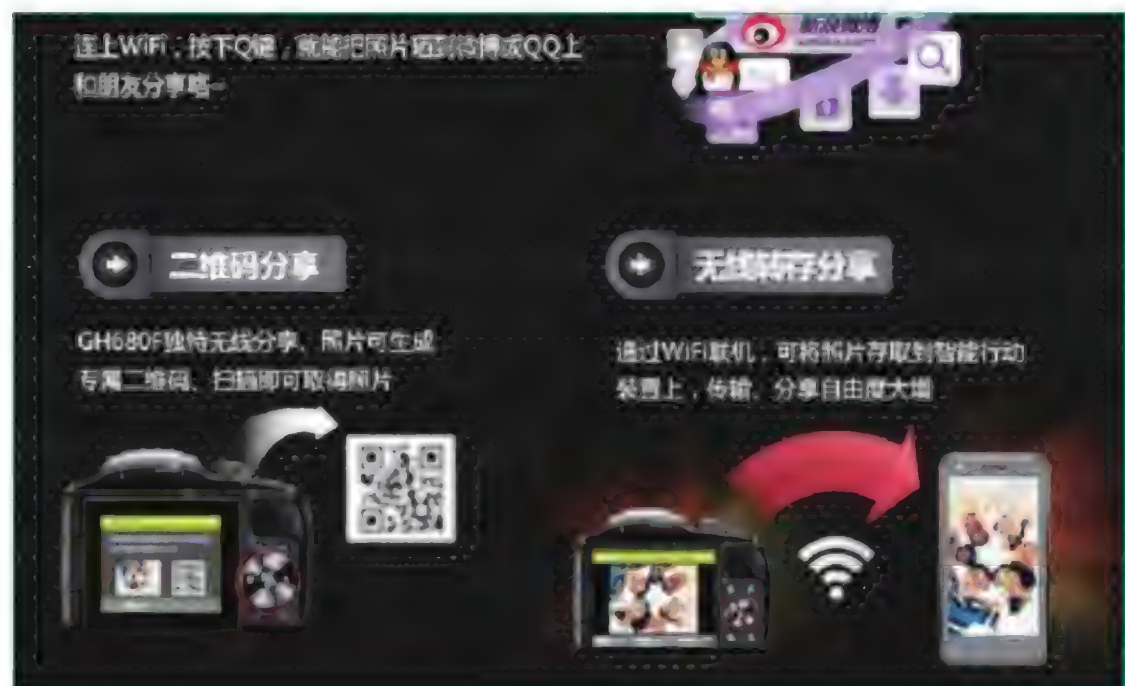 连上WiFi，按下Q键，就能把照片晒到微博或QQ上
和朋友分享咯~
二维码分享
无线转存分享
GH680F独特无线分享、照片可生成
专属二维码、扫描即可取得照片
通过WiFi联机，可将照片存取到智能行动
装置上，传输、分享自由度大增